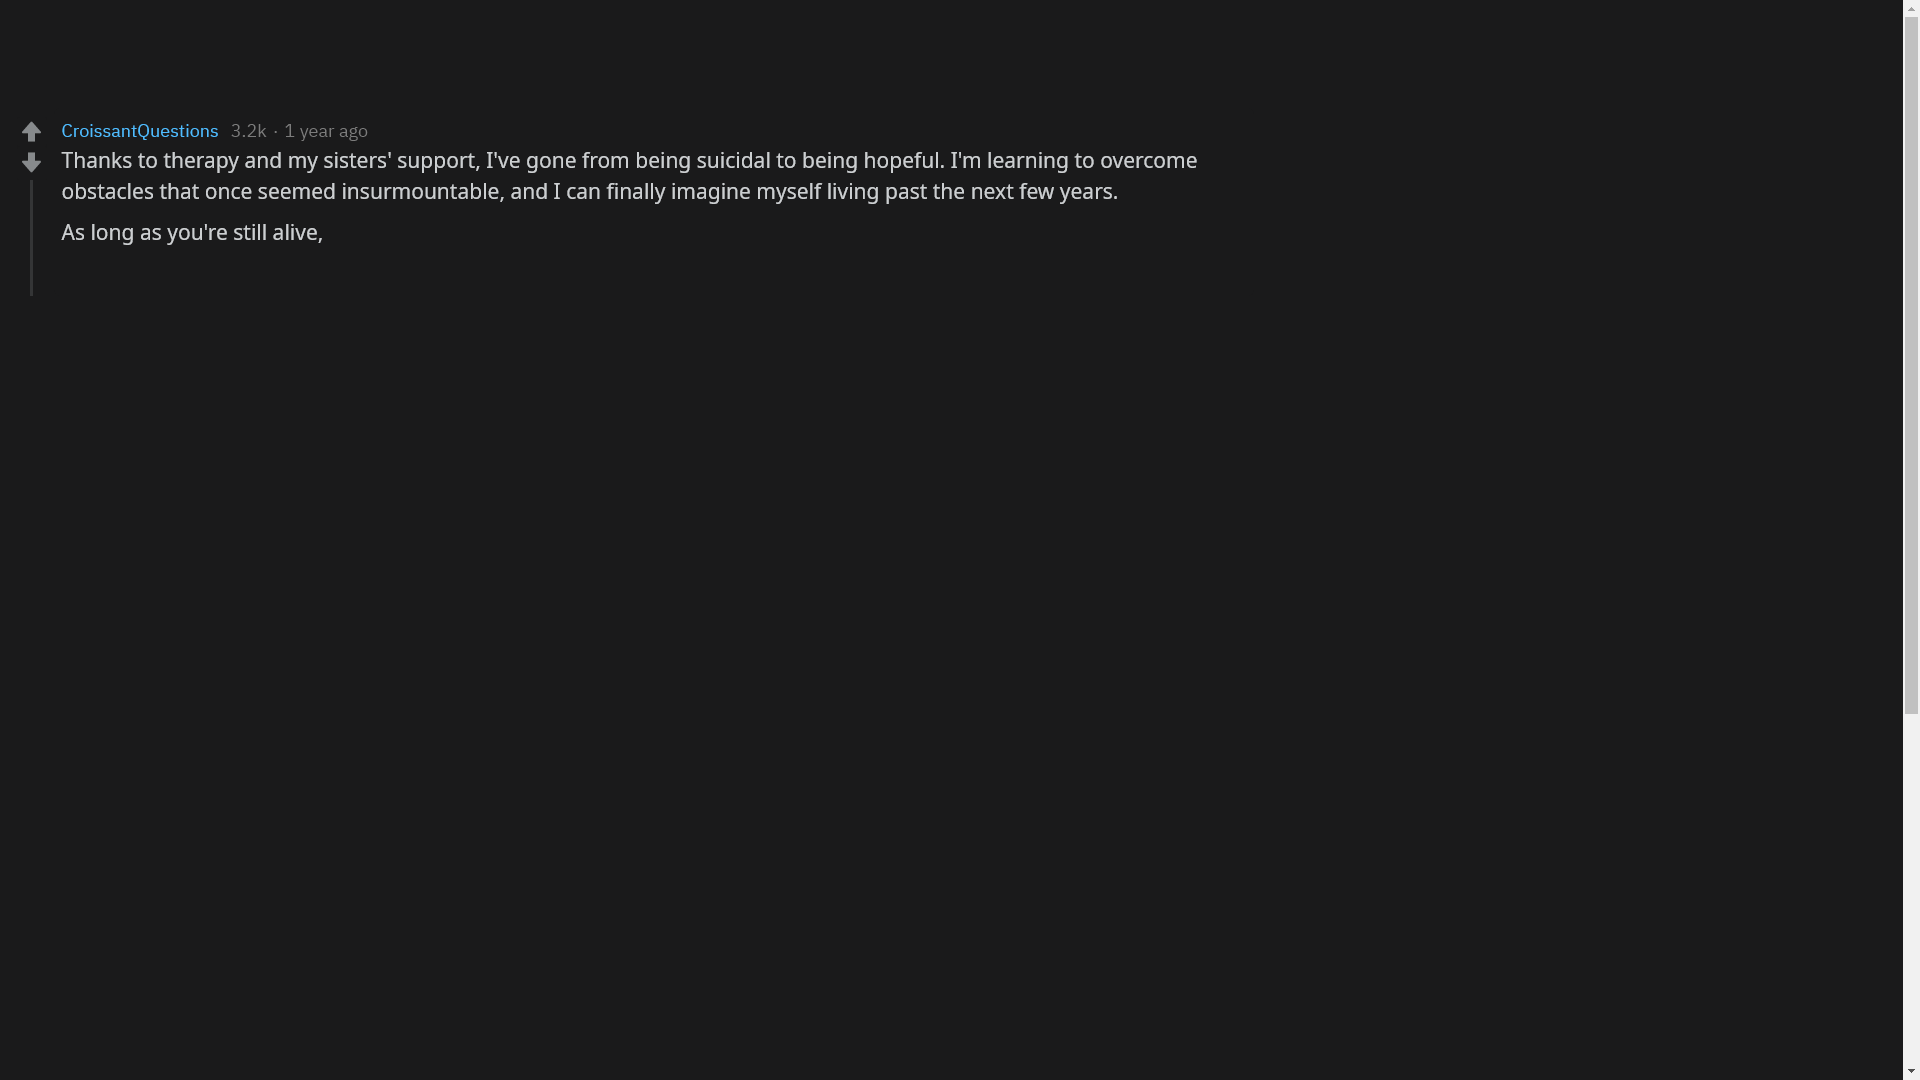 CroissantQuestions 3.2k · 1 year ago
Thanks to therapy and my sisters' support, I've gone from being suicidal to being hopeful. I'm learning to overcome
obstacles that once seemed insurmountable, and I can finally imagine myself living past the next few years.
As long as you're still alive,